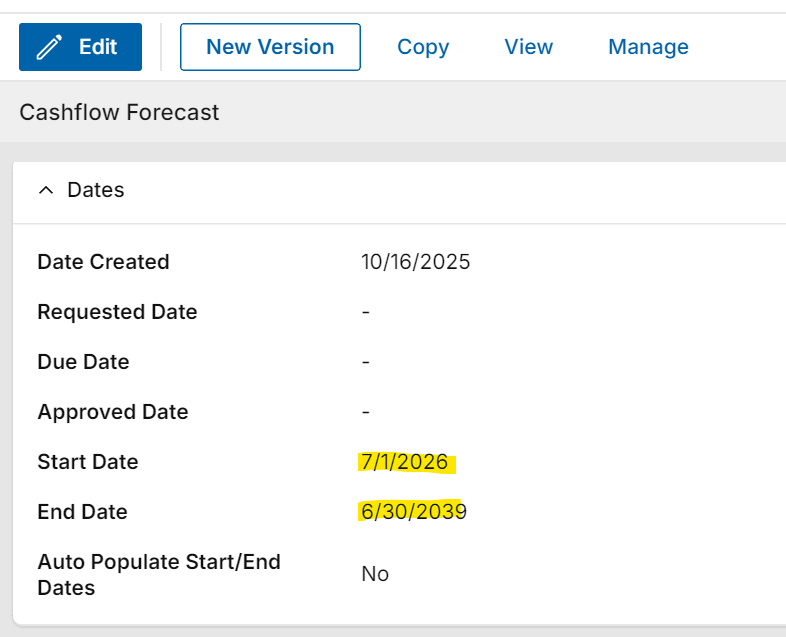 Edit New Version Copy View Manage
Cashflow Forecast
Dates
Date Created 10/16/2025
Requested Date -
Due Date -
Approved Date -
Start Date 7/1/2026
End Date 6/30/2039
Auto Populate Start/End
Dates No